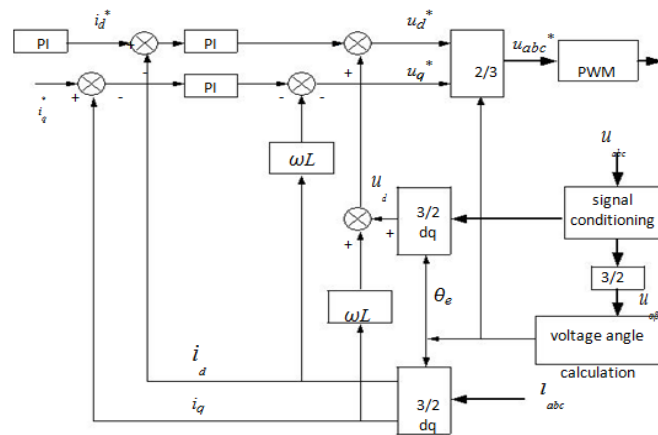 i_d* u_d*
PI + PI 2/3 u_abc* PWM
-
+ - PI - - + u_q*
i_q*
ωL
u_abc
u_d 3/2 dq signal conditioning
+ +
3/2
θ_e u_αβ
ωL
voltage angle
calculation
i_d
3/2 dq i_abc
i_q